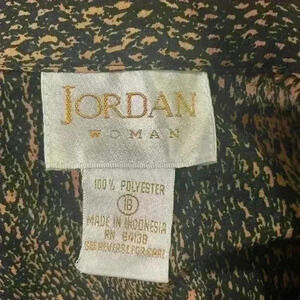 JORDAN
WOMAN
100% POLYESTER
18
MADE IN INDONESIA
RN 64139
SEE REVERSE FOR CARE